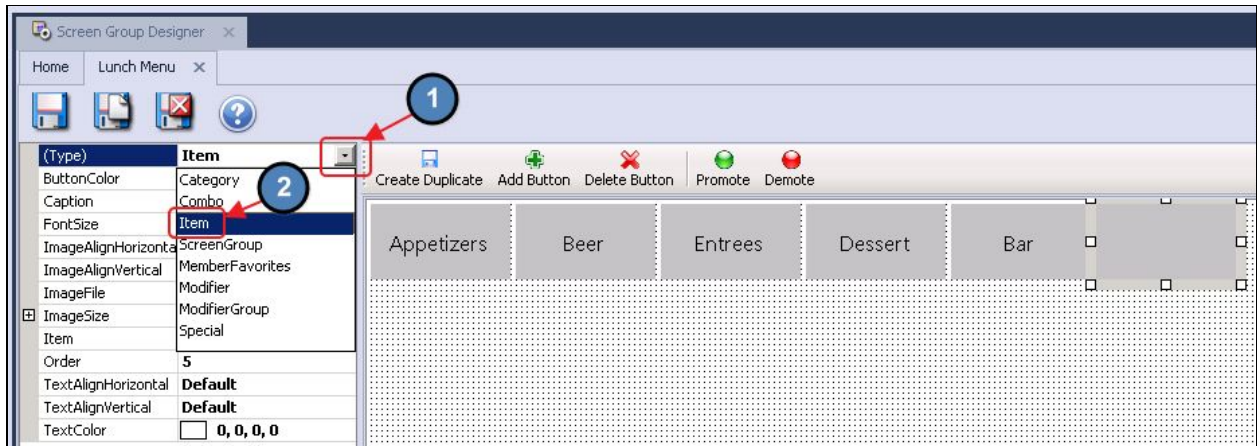 Screen Group Designer
Home Lunch Menu
1
(Type) Item
ButtonColor
Caption
FontSize
ImageAlignHorizonta
ImageAlignVertical
ImageFile
ImageSize
Item
Order 5
TextAlignHorizontal Default
TextAlignVertical Default
TextColor 0, 0, 0, 0
Category
Combo
Item
ScreenGroup
MemberFavorites
Modifier
ModifierGroup
Special
2
Create Duplicate Add Button Delete Button Promote Demote
Appetizers Beer Entrees Dessert Bar